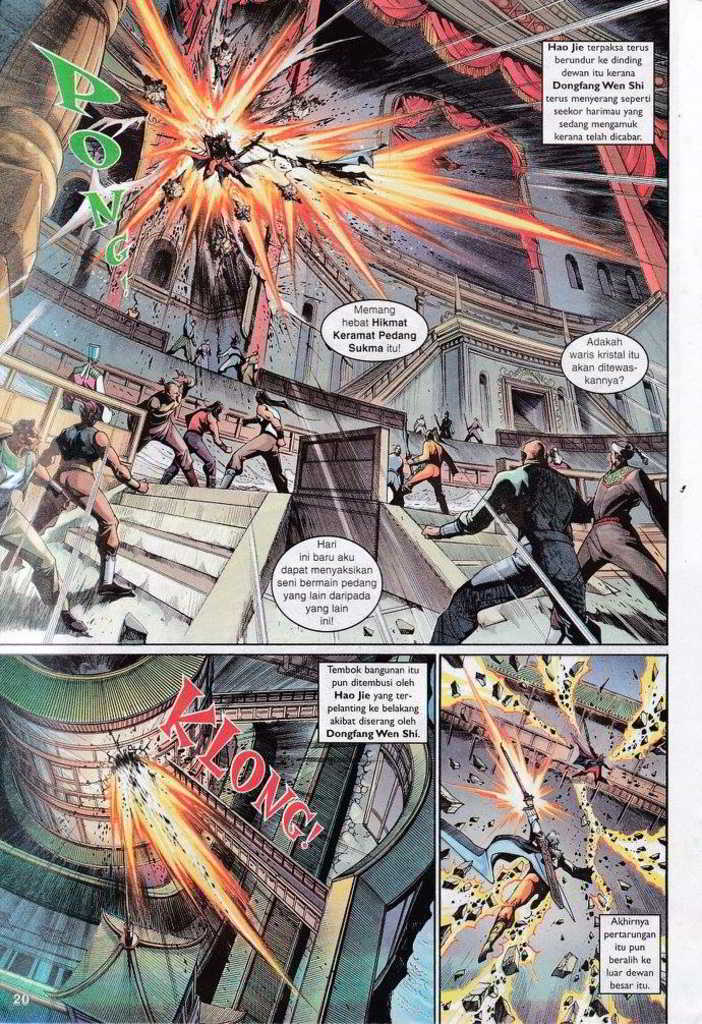 Hao Jie terpaksa terus
berundur ke dinding
dewan itu kerana
Dongfang Wen Shi
terus menyerang seperti
seekor harimau yang
sedang mengamuk
kerana telah dicabar.
PONG!
Memang
hebat Hikmat
Keramat Pedang
Sukma itu!
Adakah
waris kristal itu
akan ditewas-
kannya?
Hari
ini baru aku
dapat menyaksikan
seni bermain pedang
yang lain daripada
yang lain
ini!
Tembok bangunan itu
pun ditembusi oleh
Hao Jie yang ter-
pelanting ke belakang
akibat diserang oleh
Dongfang Wen Shi.
KLONG!
Akhirnya
pertarungan
itu pun
beralih ke
luar dewan
besar itu.
20